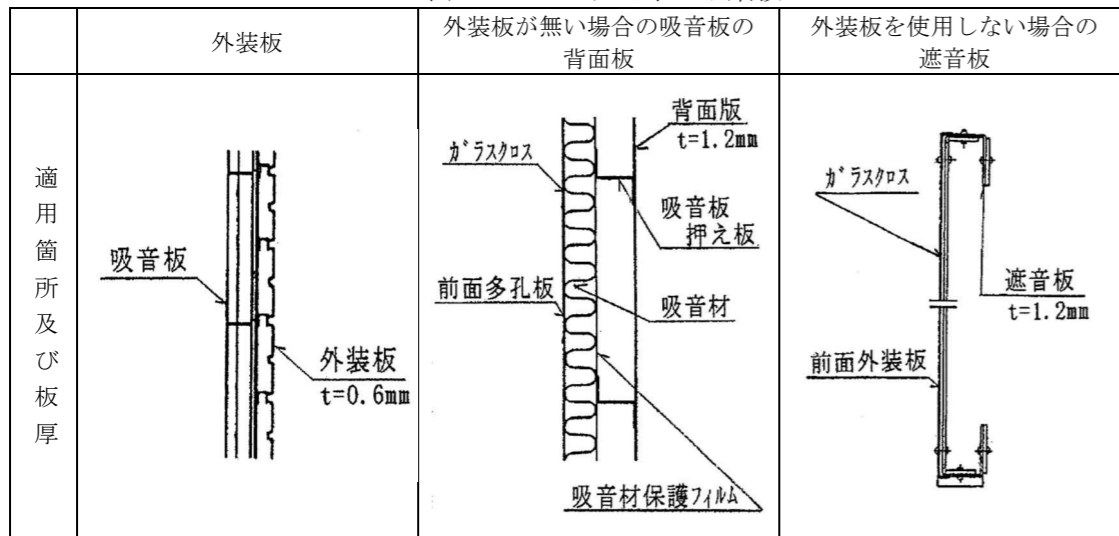 外装板
外装板が無い場合の吸音板の
背面板
外装板を使用しない場合の
遮音板
適用箇所及び板厚
吸音板
外装板
t=0.6mm
背面版
t=1.2mm
ガラスクロス
吸音板
押え板
前面多孔板
吸音材
吸音材保護フィルム
ガラスクロス
遮音板
t=1.2mm
前面外装板